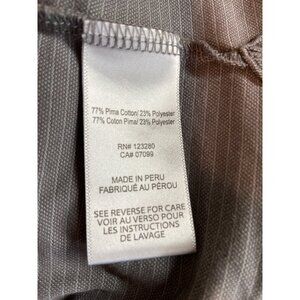 77% Pima Cotton/ 23% Polyester
77% Coton Pima/ 23% Polyester
RN# 123280
CA# 07099
MADE IN PERU
FABRIQUÉ AU PÉROU
SEE REVERSE FOR CARE
VOIR AU VERSO POUR
LES INSTRUCTIONS
DE LAVAGE